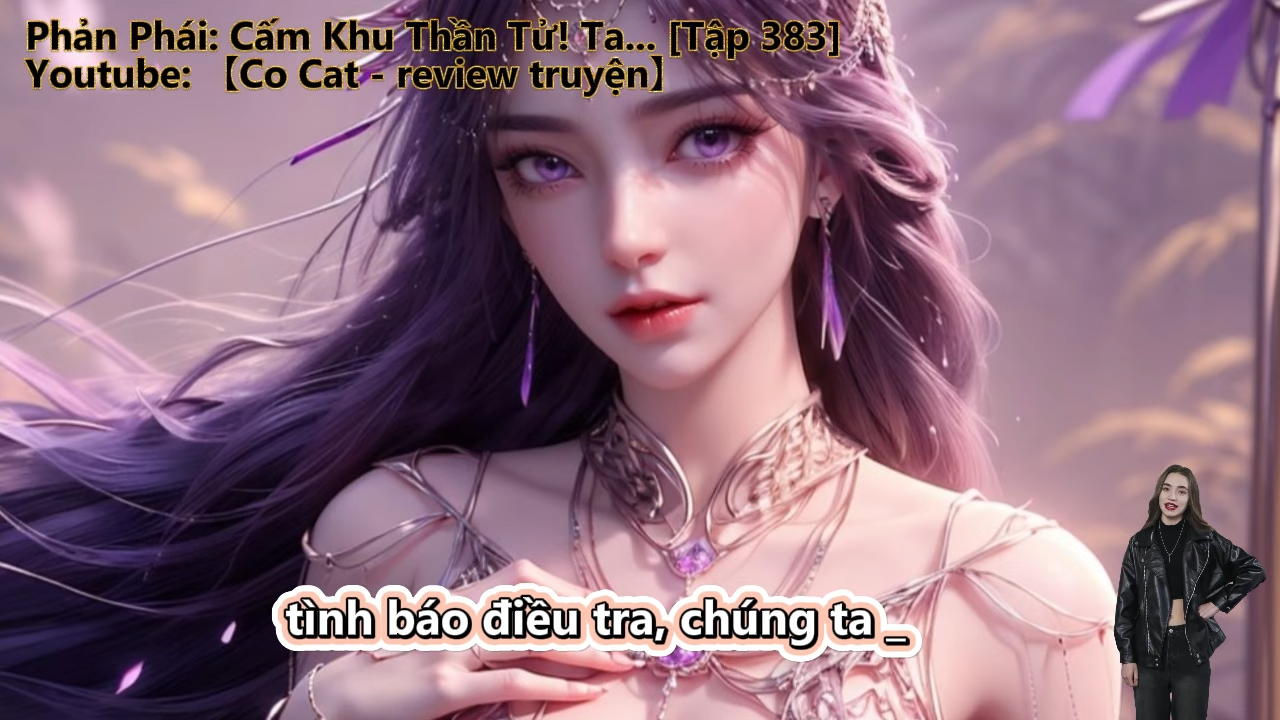 Phản Phái: Cấm Khu Thần Tử! Ta... [Tập 383]
Youtube: 【Co Cat - review truyện】
tình báo điều tra, chúng ta _